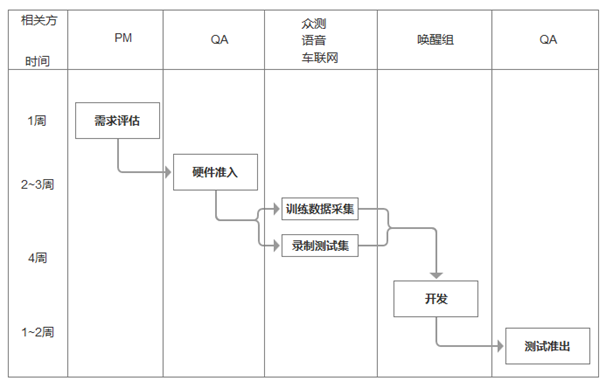 相关方
时间
PM
QA
众测
语音
车联网
唤醒组
QA
1周
需求评估
硬件准入
2~3周
训练数据采集
录制测试集
4周
开发
1~2周
测试准出